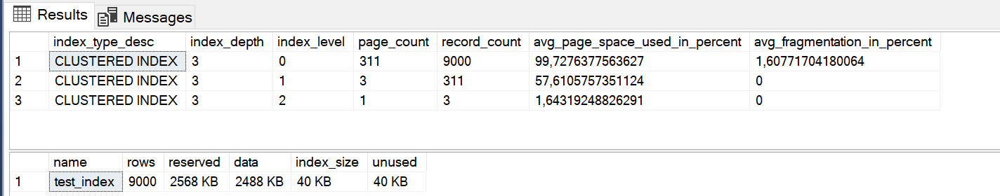 Results Messages
index_type_desc index_depth index_level page_count record_count avg_page_space_used_in_percent avg_fragmentation_in_percent
1 CLUSTERED INDEX 3 0 311 9000 99,7276377563627 1,60771704180064
2 CLUSTERED INDEX 3 1 3 311 57,6105757351124 0
3 CLUSTERED INDEX 3 2 1 3 1,64319248826291 0
name rows reserved data index_size unused
1 test_index 9000 2568 KB 2488 KB 40 KB 40 KB